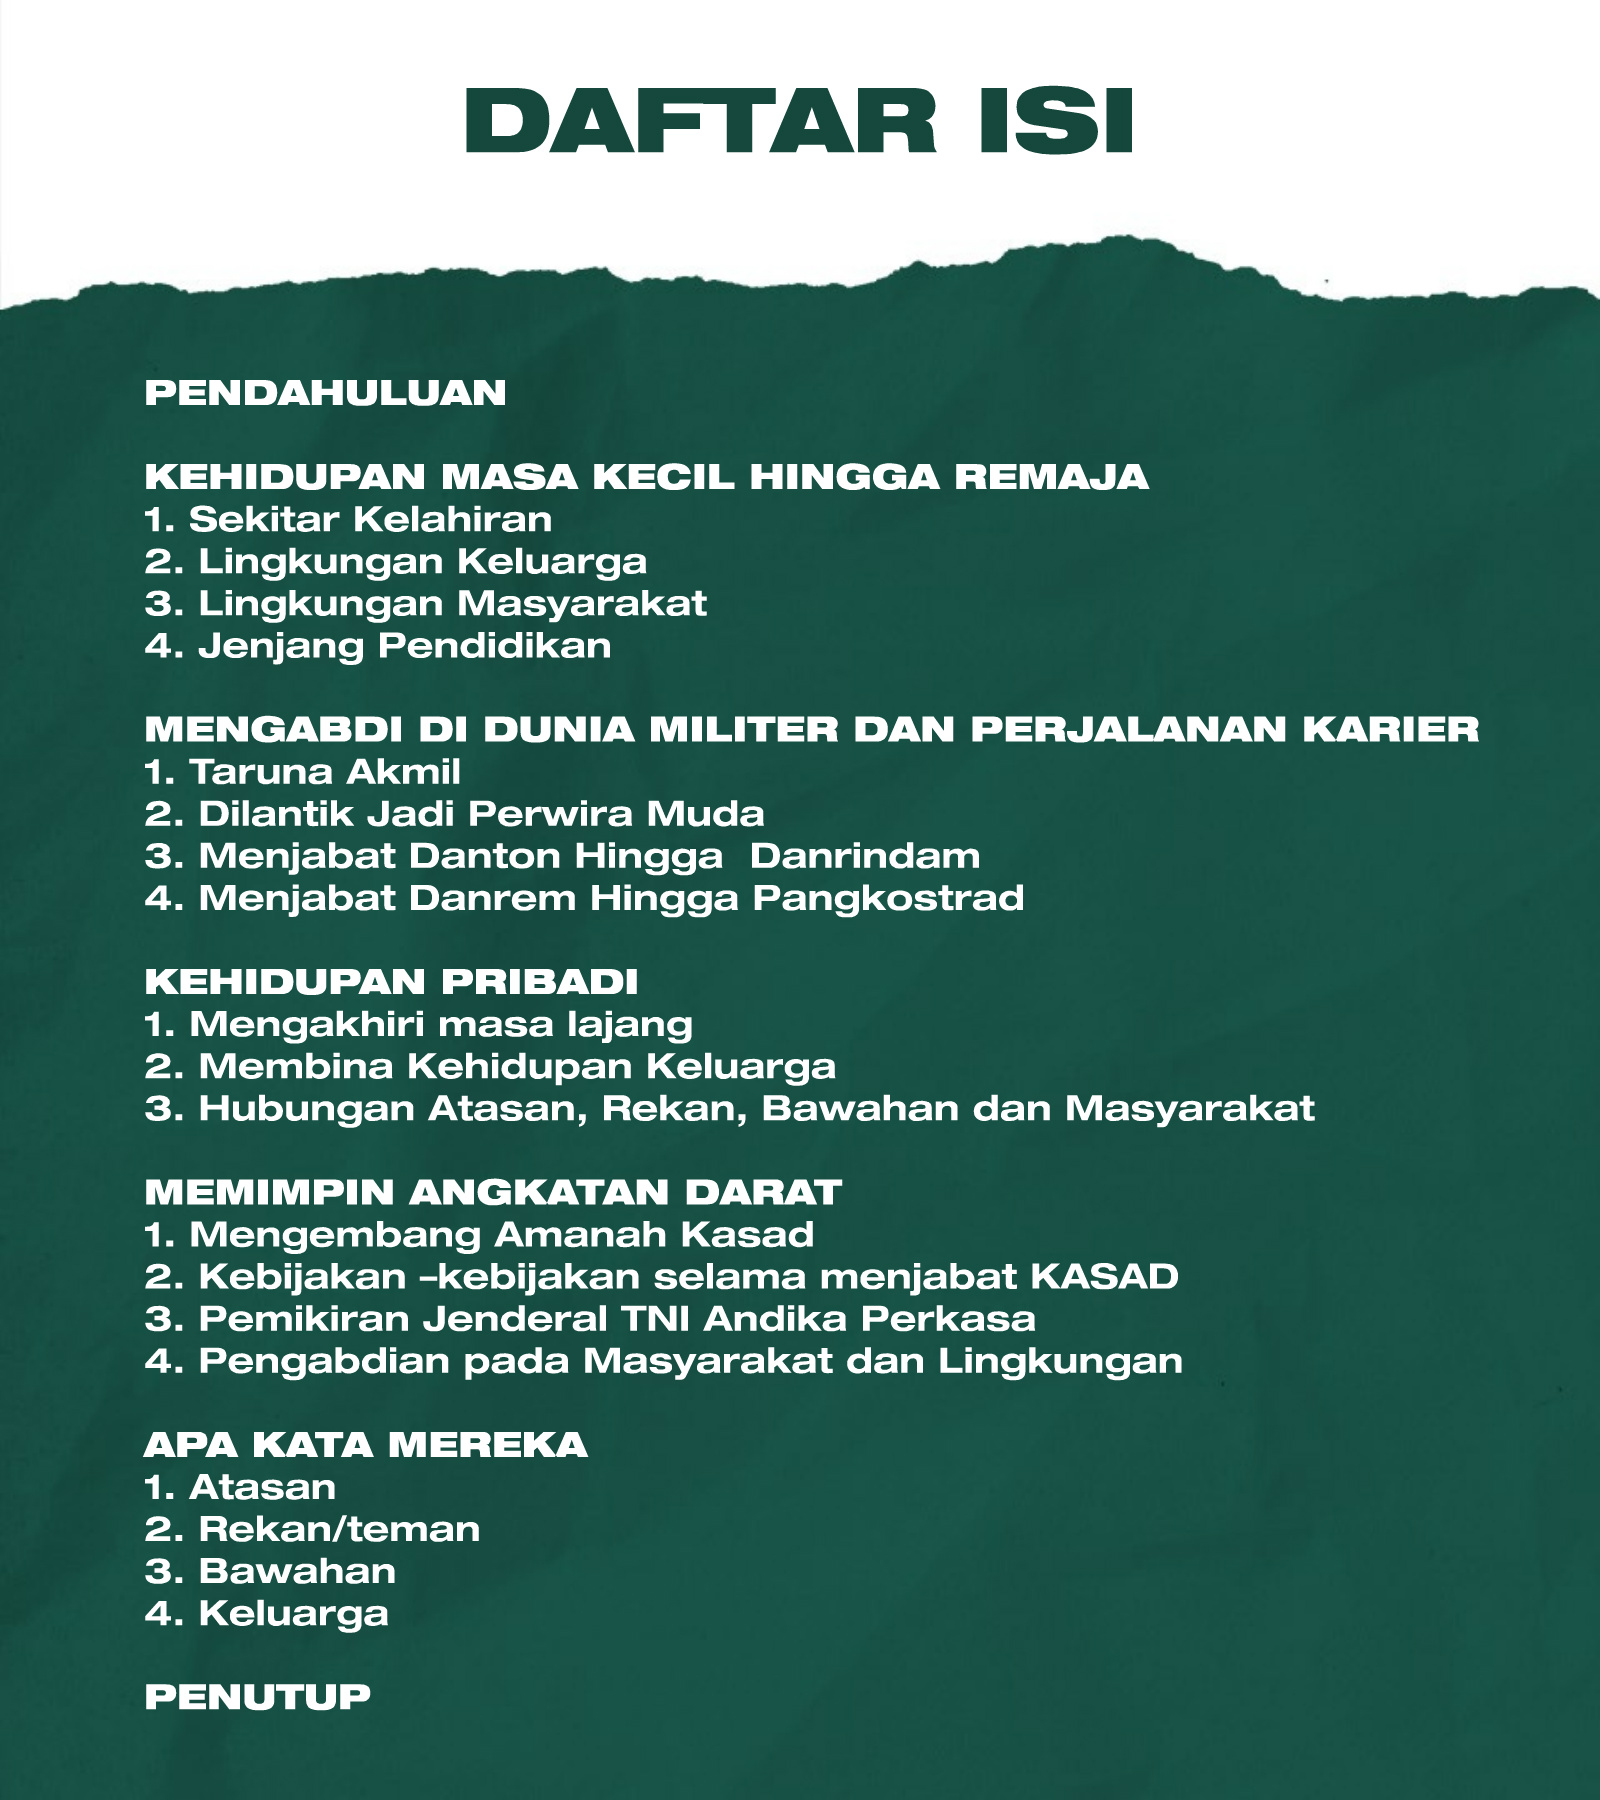 DAFTAR ISI
PENDAHULUAN
KEHIDUPAN MASA KECIL HINGGA REMAJA
1. Sekitar Kelahiran
2. Lingkungan Keluarga
3. Lingkungan Masyarakat
4. Jenjang Pendidikan
MENGABDI DI DUNIA MILITER DAN PERJALANAN KARIER
1. Taruna Akmil
2. Dilantik Jadi Perwira Muda
3. Menjabat Danton Hingga  Danrindam
4. Menjabat Danrem Hingga Pangkostrad
KEHIDUPAN PRIBADI
1. Mengakhiri masa lajang
2. Membina Kehidupan Keluarga
3. Hubungan Atasan, Rekan, Bawahan dan Masyarakat
MEMIMPIN ANGKATAN DARAT
1. Mengembang Amanah Kasad
2. Kebijakan –kebijakan selama menjabat KASAD
3. Pemikiran Jenderal TNI Andika Perkasa
4. Pengabdian pada Masyarakat dan Lingkungan
APA KATA MEREKA
1. Atasan
2. Rekan/teman
3. Bawahan
4. Keluarga
PENUTUP